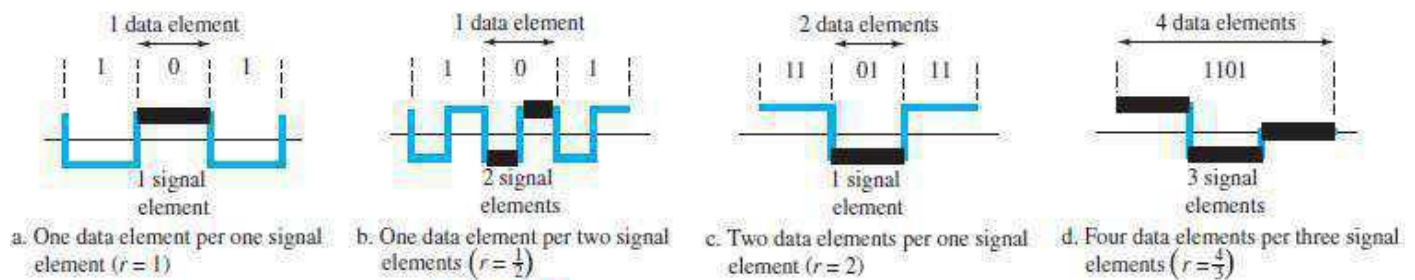 1 data element
1 0 1
1 signal
element
a. One data element per one signal
element (r = 1)
1 data element
1 0 1
2 signal
elements
b. One data element per two signal
elements (r = 1/2)
2 data elements
11 01 11
1 signal
element
c. Two data elements per one signal
element (r = 2)
4 data elements
1101
3 signal
elements
d. Four data elements per three signal
elements (r = 4/3)